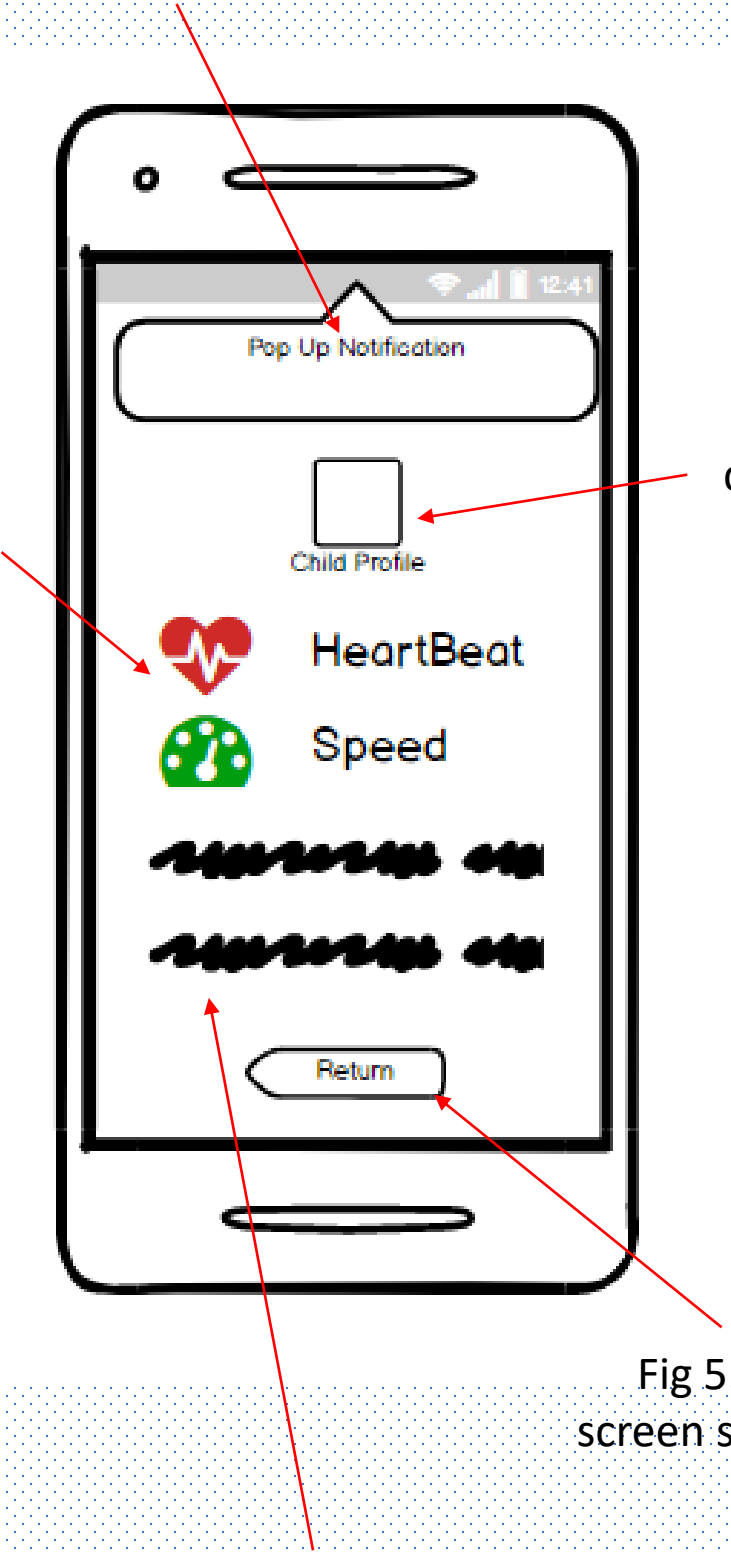 12:41
Pop Up Notification
Child Profile
HeartBeat
Speed
Return
Fig 5
screen s